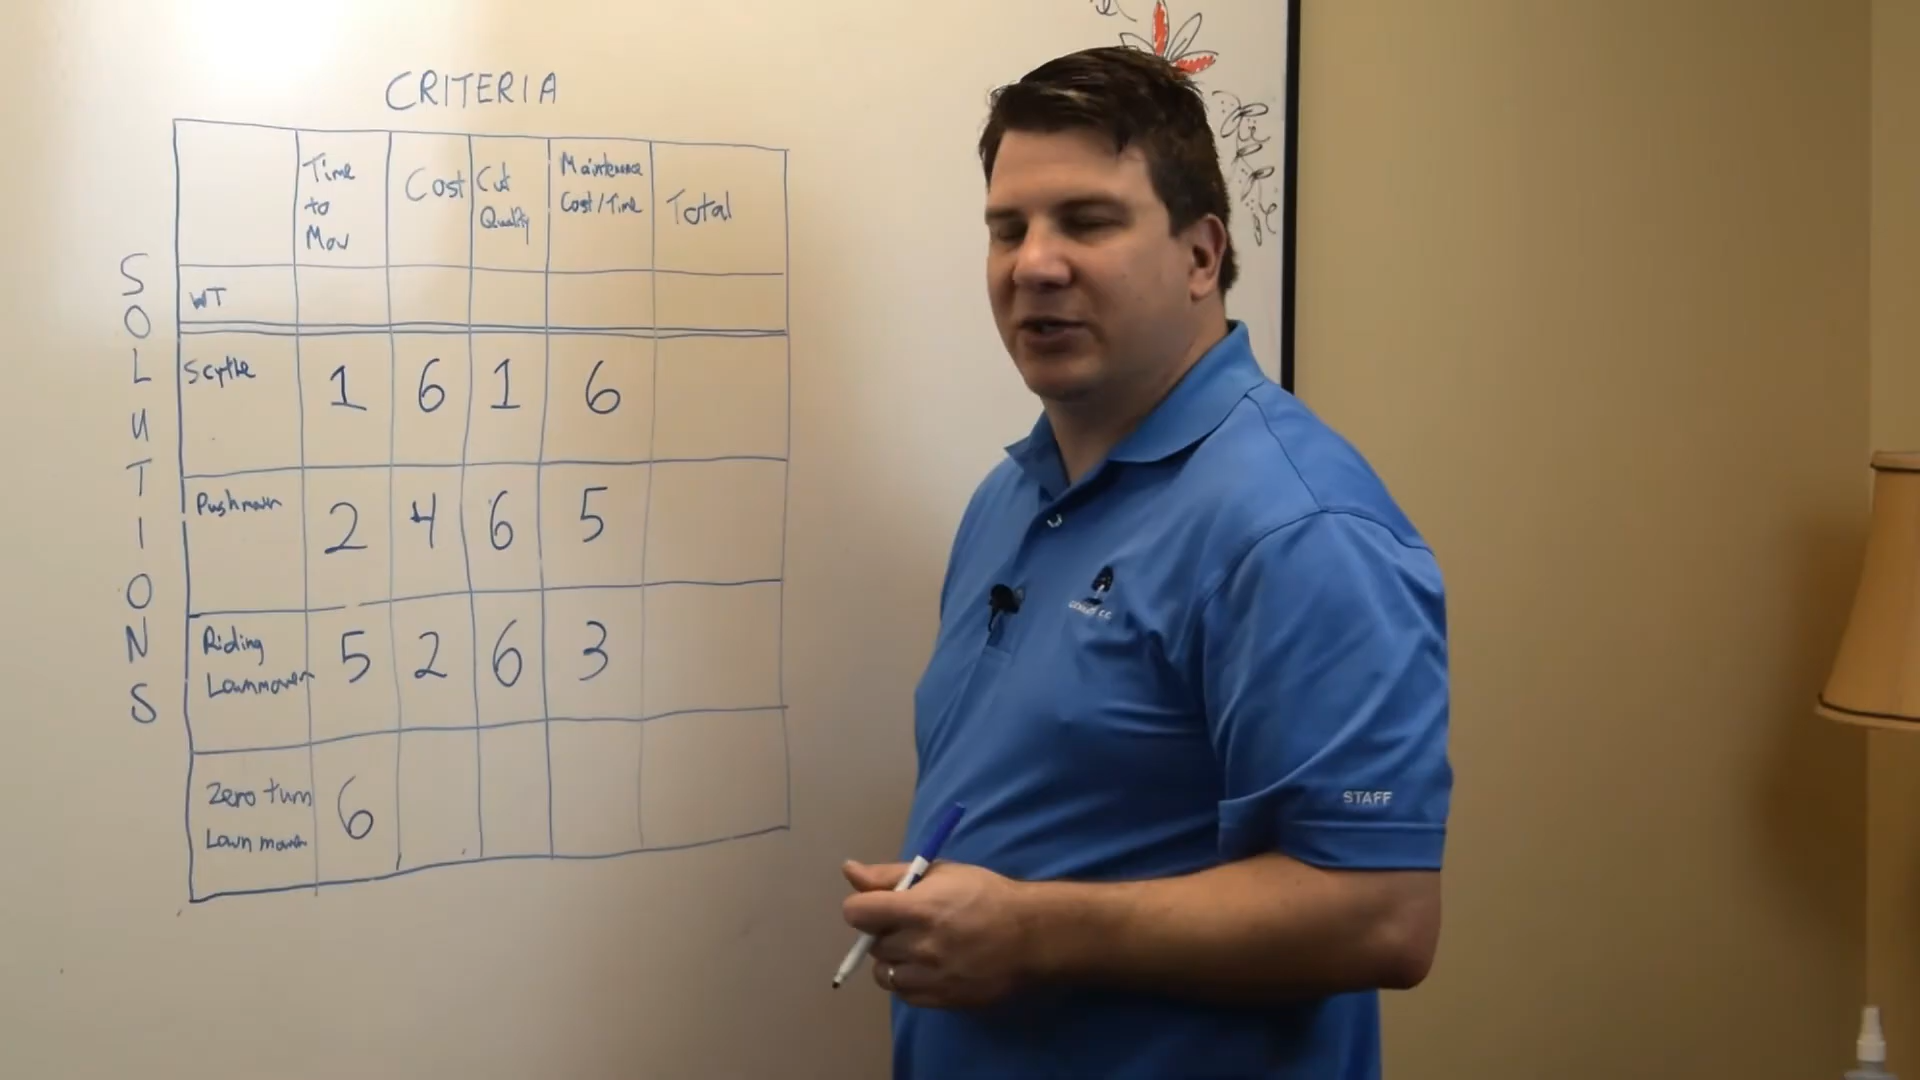 CRITERIA
Time
to
Mow
Cost
Cut
Quality
Maintenance
Cost/Time
Total
SOLUTIONS
WT
Scythe
1 6 1 6
Pushmower
2 4 6 5
Riding
Lawnmower
5 2 6 3
Zero turn
Lawn mower
6
STAFF